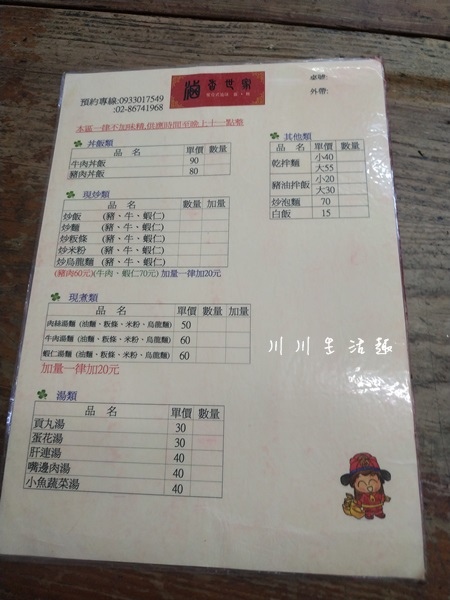 滷香世家
預約專線:0933017549
:02-86741968
桌號:
外帶:
本區一律不加味精,供應時間至晚上十一點整
丼飯類
品 名 單價 數量
牛肉丼飯 90
豬肉丼飯 80
其他類
品 名 單價 數量
乾拌麵 小40
大55
豬油拌飯 小20
大30
炒泡麵 70
白飯 15
現炒類
品 名 數量 加量
炒飯 (豬、牛、蝦仁)
炒麵 (豬、牛、蝦仁)
炒粄條 (豬、牛、蝦仁)
炒米粉 (豬、牛、蝦仁)
炒烏龍麵 (豬、牛、蝦仁)
(豬肉60元)(牛肉、蝦仁70元) 加量一律加20元
現煮類
品 名 單價 數量 加量
肉絲湯麵 (油麵、粄條、米粉、烏龍麵) 50
牛肉湯麵 (油麵、粄條、米粉、烏龍麵) 60
蝦仁湯麵 (油麵、粄條、米粉、烏龍麵) 60
加量一律加20元
湯類
品 名 單價 數量
貢丸湯 30
蛋花湯 30
肝連湯 40
嘴邊肉湯 40
小魚蔬菜湯 40
川川生活趣